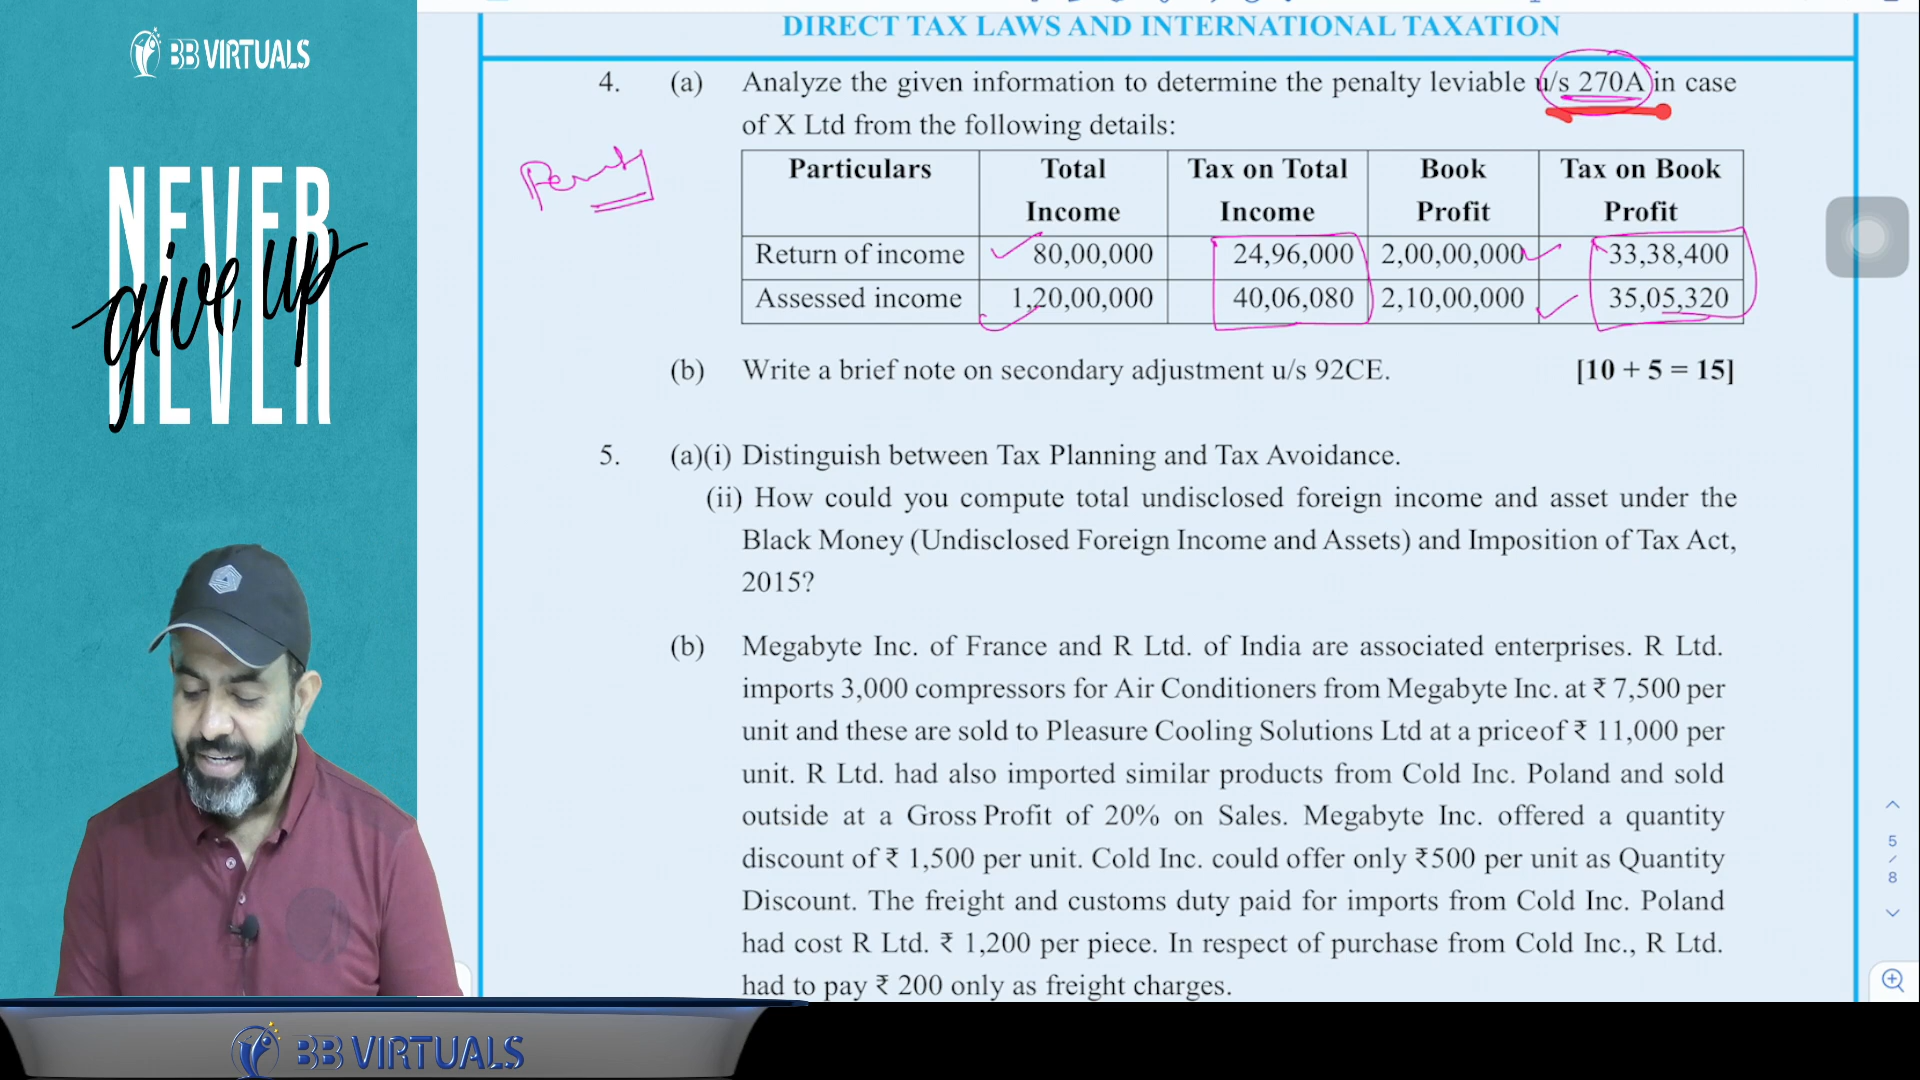 BB VIRTUALS
NEVER
give up
NEVER
DIRECT TAX LAWS AND INTERNATIONAL TAXATION
4. (a) Analyze the given information to determine the penalty leviable u/s 270A in case
of X Ltd from the following details:
Particulars Total Income Tax on Total Income Book Profit Tax on Book Profit
Return of income 80,00,000 24,96,000 2,00,00,000 33,38,400
Assessed income 1,20,00,000 40,06,080 2,10,00,000 35,05,320
(b) Write a brief note on secondary adjustment u/s 92CE. [10 + 5 = 15]
5. (a)(i) Distinguish between Tax Planning and Tax Avoidance.
(ii) How could you compute total undisclosed foreign income and asset under the
Black Money (Undisclosed Foreign Income and Assets) and Imposition of Tax Act,
2015?
(b) Megabyte Inc. of France and R Ltd. of India are associated enterprises. R Ltd.
imports 3,000 compressors for Air Conditioners from Megabyte Inc. at ₹ 7,500 per
unit and these are sold to Pleasure Cooling Solutions Ltd at a priceof ₹ 11,000 per
unit. R Ltd. had also imported similar products from Cold Inc. Poland and sold
outside at a Gross Profit of 20% on Sales. Megabyte Inc. offered a quantity
discount of ₹ 1,500 per unit. Cold Inc. could offer only ₹500 per unit as Quantity
Discount. The freight and customs duty paid for imports from Cold Inc. Poland
had cost R Ltd. ₹ 1,200 per piece. In respect of purchase from Cold Inc., R Ltd.
had to pay ₹ 200 only as freight charges.
5
/
8
BB VIRTUALS